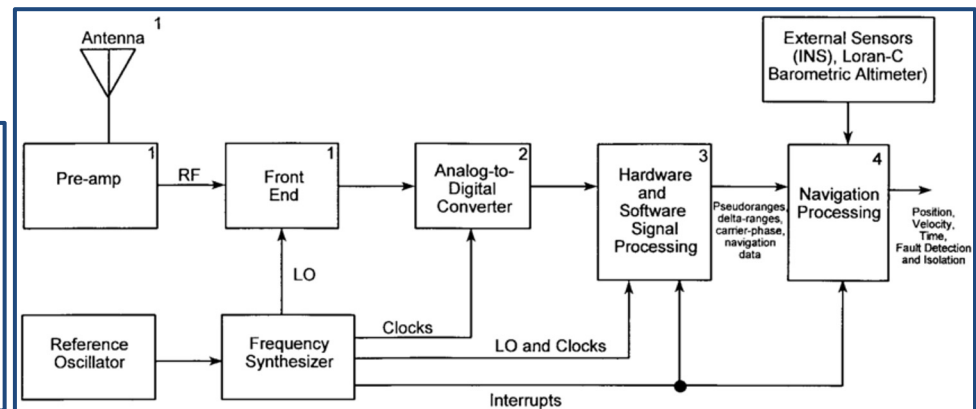 1
Antenna
External Sensors
(INS), Loran-C
Barometric Altimeter)
1
Pre-amp
RF
1
Front
End
2
Analog-to-
Digital
Converter
3
Hardware
and
Software
Signal
Processing
Pseudoranges,
delta-ranges,
carrier-phase,
navigation
data
4
Navigation
Processing
Position,
Velocity,
Time,
Fault Detection
and Isolation
LO
Reference
Oscillator
Frequency
Synthesizer
Clocks
LO and Clocks
Interrupts